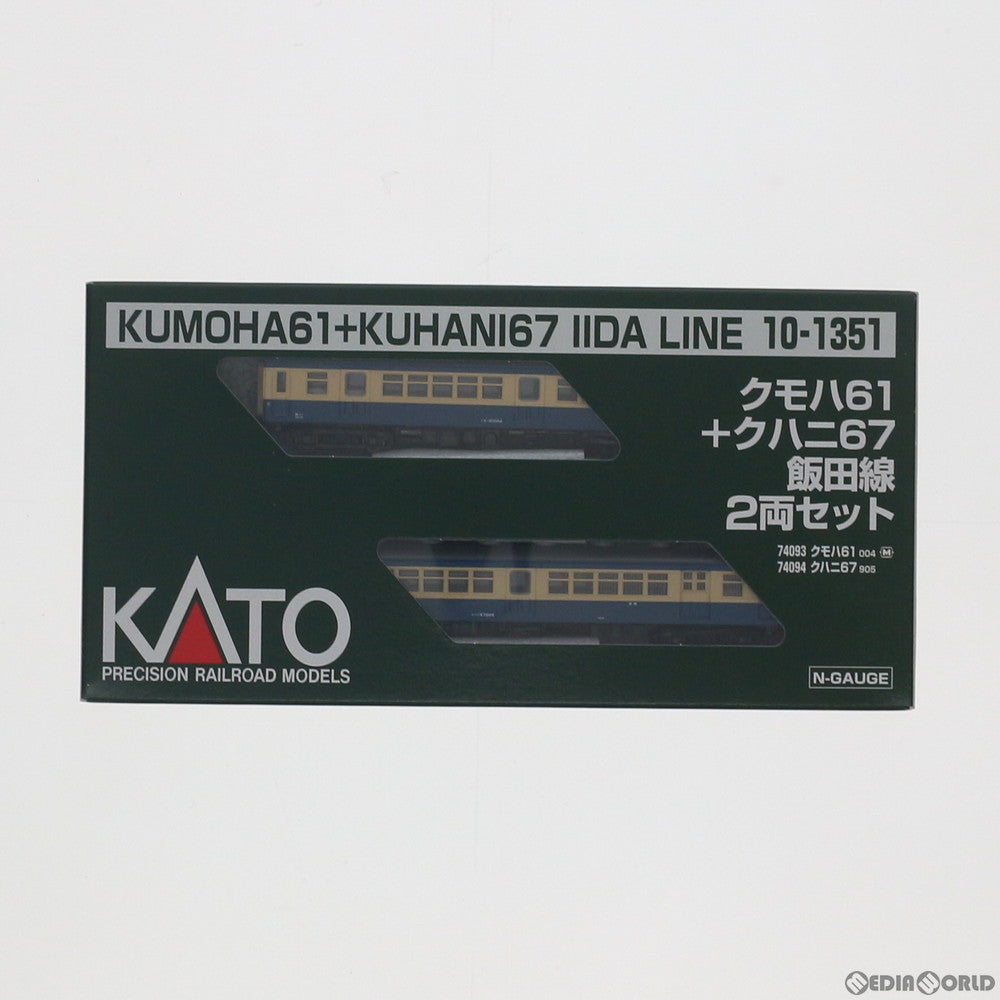 KUMOHA61+KUHANI67 IIDA LINE 10-1351
クモハ61
+クハニ67
飯田線
2両セット
74093 クモハ61 004 M
74094 クハニ67 905
KATO
PRECISION RAILROAD MODELS
N-GAUGE
MEDIAWORLD